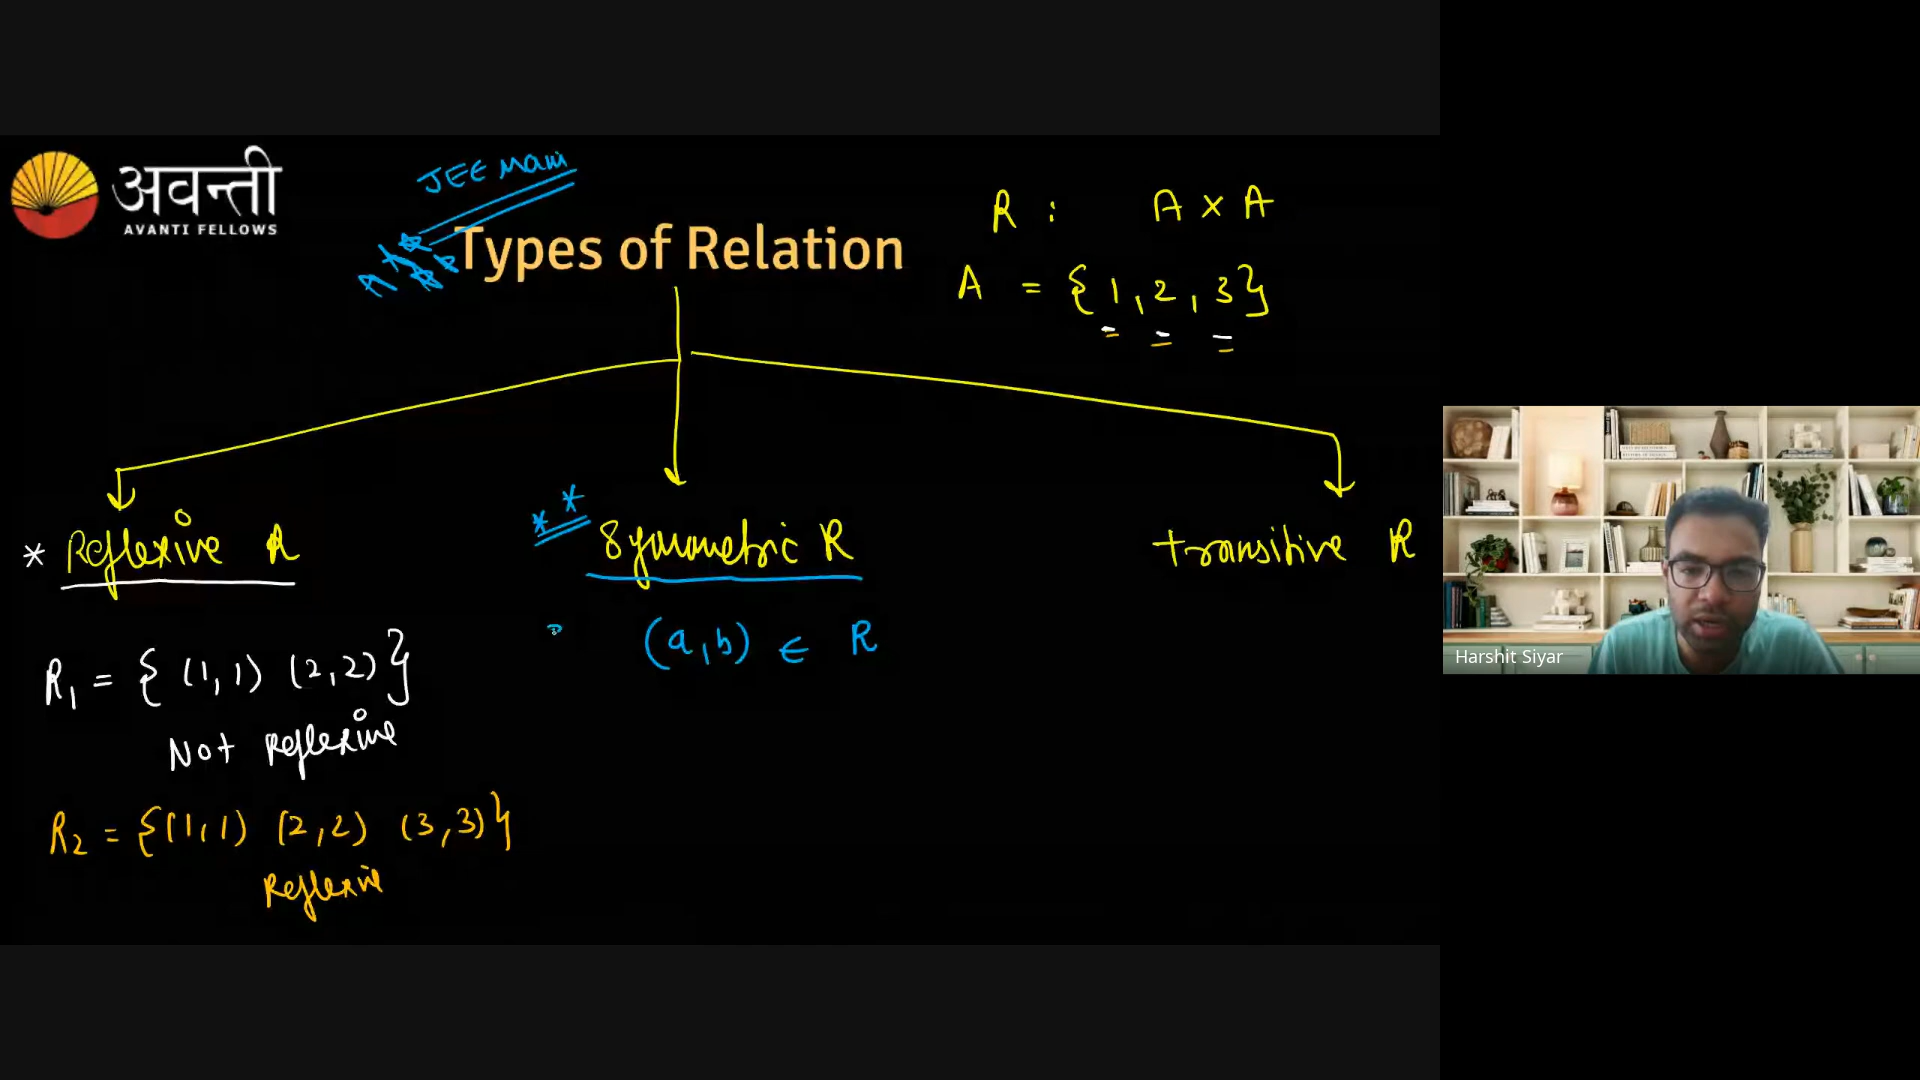 अवन्ती
AVANTI FELLOWS
JEE Main
Types of Relation
R : A × A
A = {1, 2, 3}
* Reflexive R
** Symmetric R
transitive R
R₁ = { (1,1) (2,2)}
Not Reflexive
R₂ = {(1,1) (2,2) (3,3)}
Reflexive
(a,b) ∈ R
Harshit Siyar